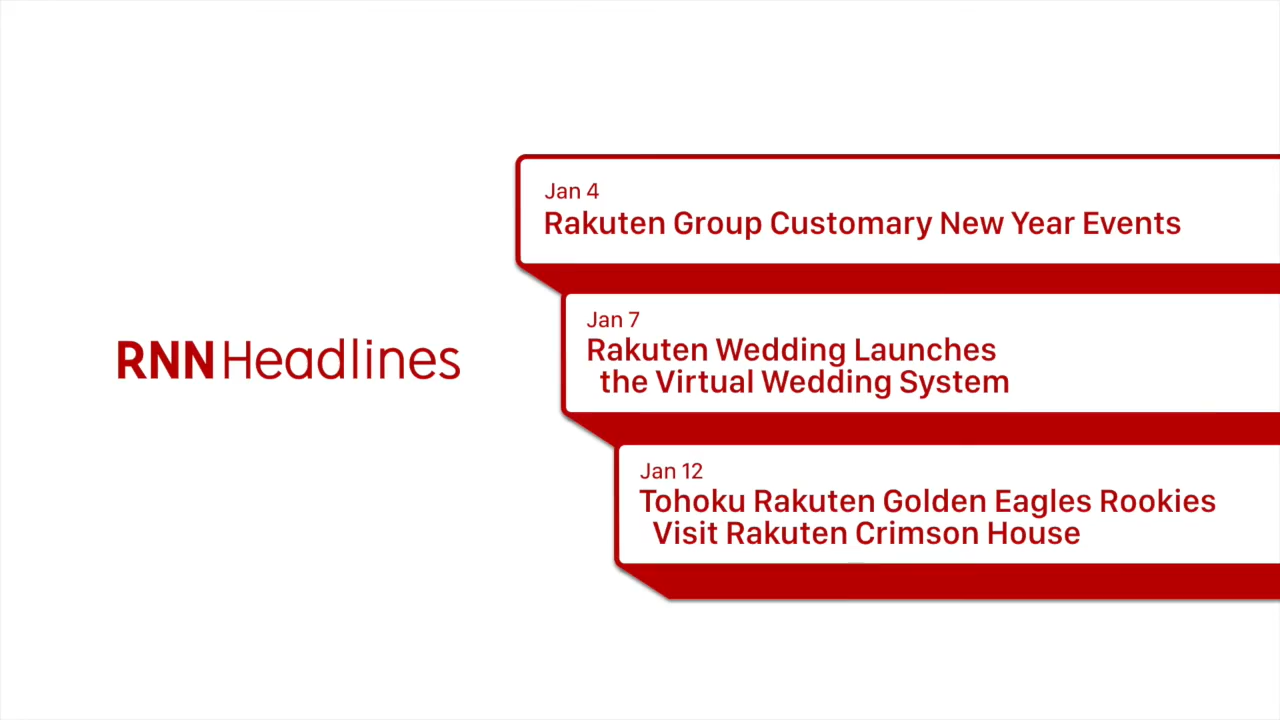 RNN Headlines
Jan 4
Rakuten Group Customary New Year Events
Jan 7
Rakuten Wedding Launches
the Virtual Wedding System
Jan 12
Tohoku Rakuten Golden Eagles Rookies
Visit Rakuten Crimson House